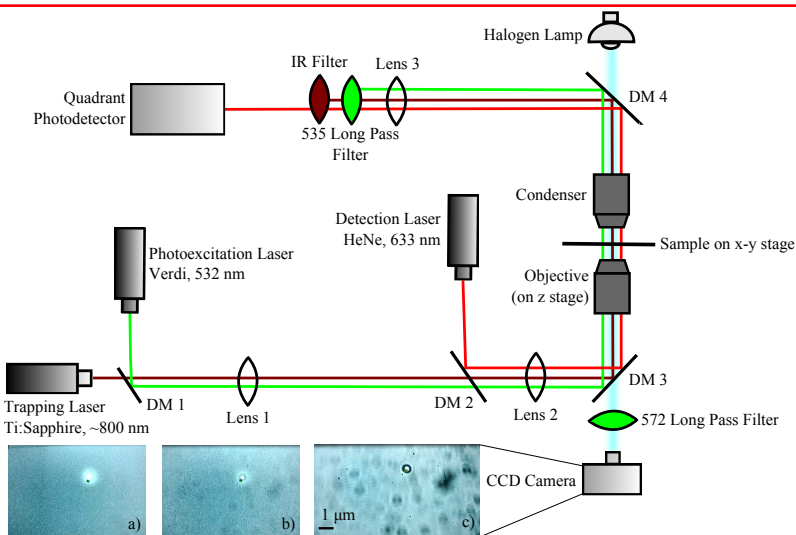 Halogen Lamp
IR Filter
Lens 3
Quadrant
Photodetector
535 Long Pass
Filter
DM 4
Condenser
Detection Laser
HeNe, 633 nm
Photoexcitation Laser
Verdi, 532 nm
Sample on x-y stage
Objective
(on z stage)
DM 1
Lens 1
DM 2
Lens 2
DM 3
Trapping Laser
Ti:Sapphire, ~800 nm
572 Long Pass Filter
CCD Camera
a)
b)
1 μm
c)